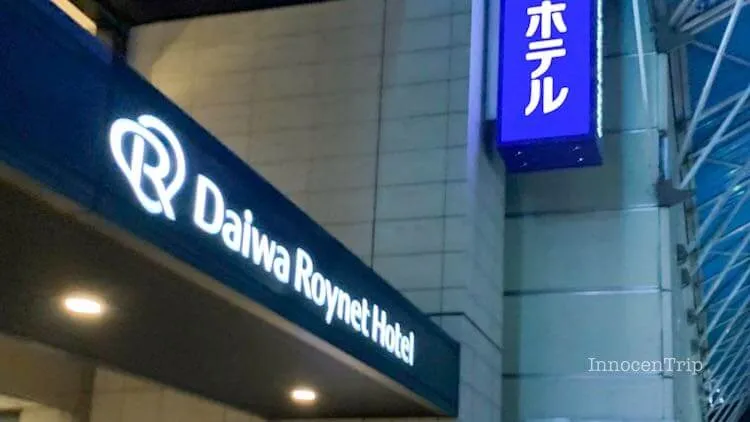 ホテル
Daiwa Roynet Hotel
InnocenTrip